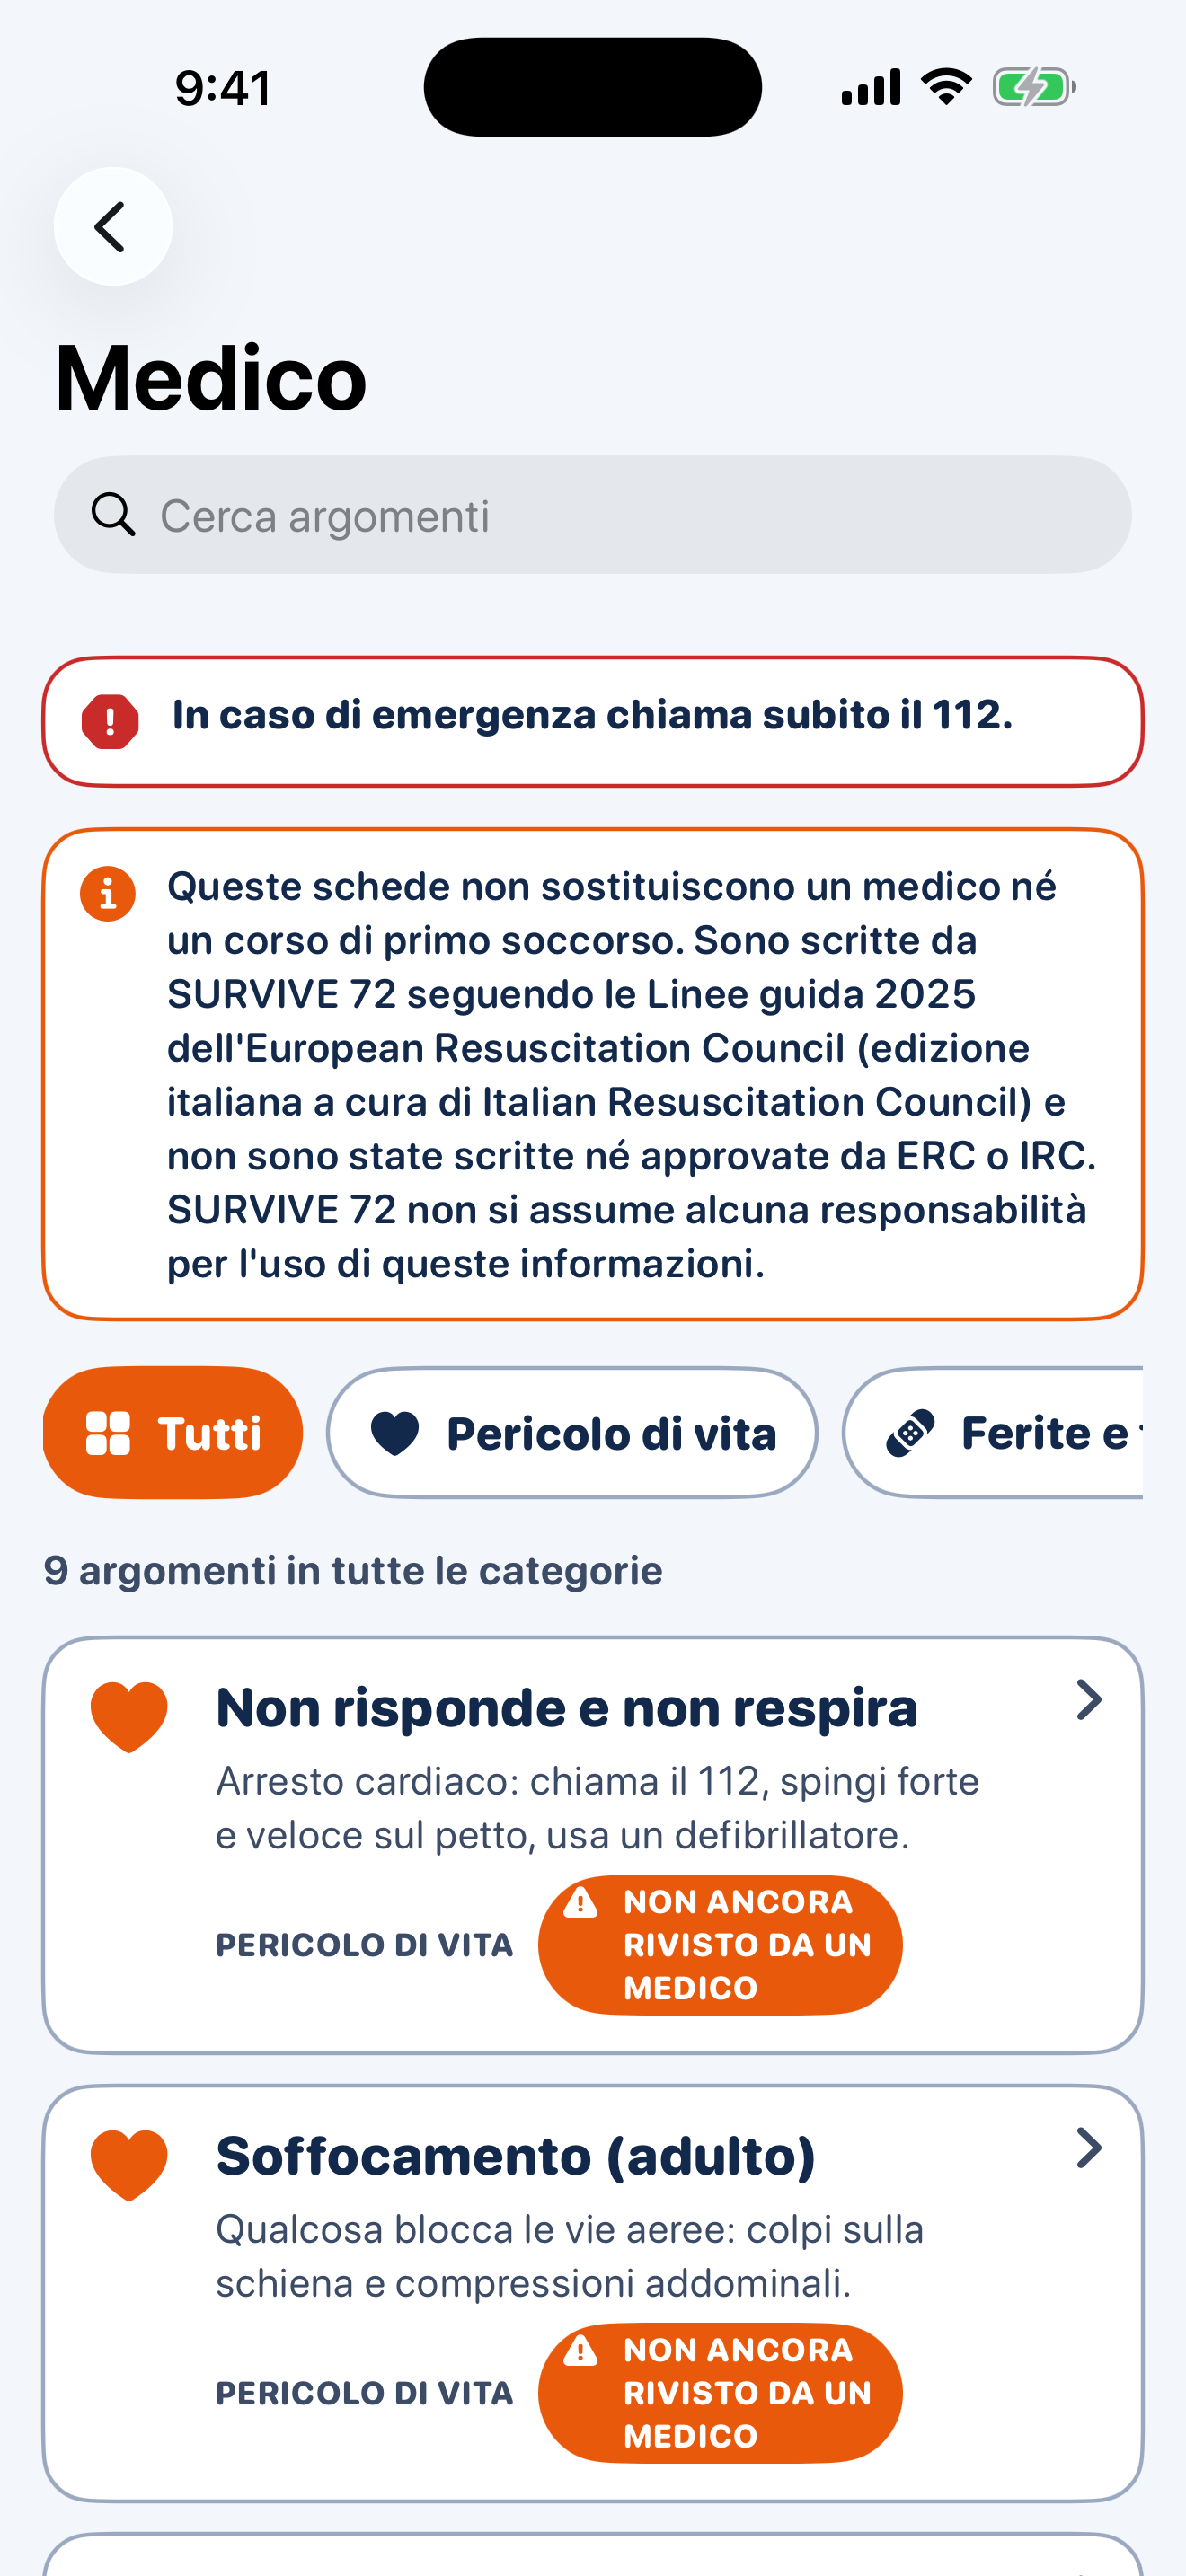 9:41
Medico
Cerca argomenti
In caso di emergenza chiama subito il 112.
Queste schede non sostituiscono un medico né
un corso di primo soccorso. Sono scritte da
SURVIVE 72 seguendo le Linee guida 2025
dell'European Resuscitation Council (edizione
italiana a cura di Italian Resuscitation Council) e
non sono state scritte né approvate da ERC o IRC.
SURVIVE 72 non si assume alcuna responsabilità
per l'uso di queste informazioni.
Tutti
Pericolo di vita
Ferite e
9 argomenti in tutte le categorie
Non risponde e non respira
Arresto cardiaco: chiama il 112, spingi forte
e veloce sul petto, usa un defibrillatore.
PERICOLO DI VITA
NON ANCORA
RIVISTO DA UN
MEDICO
Soffocamento (adulto)
Qualcosa blocca le vie aeree: colpi sulla
schiena e compressioni addominali.
PERICOLO DI VITA
NON ANCORA
RIVISTO DA UN
MEDICO